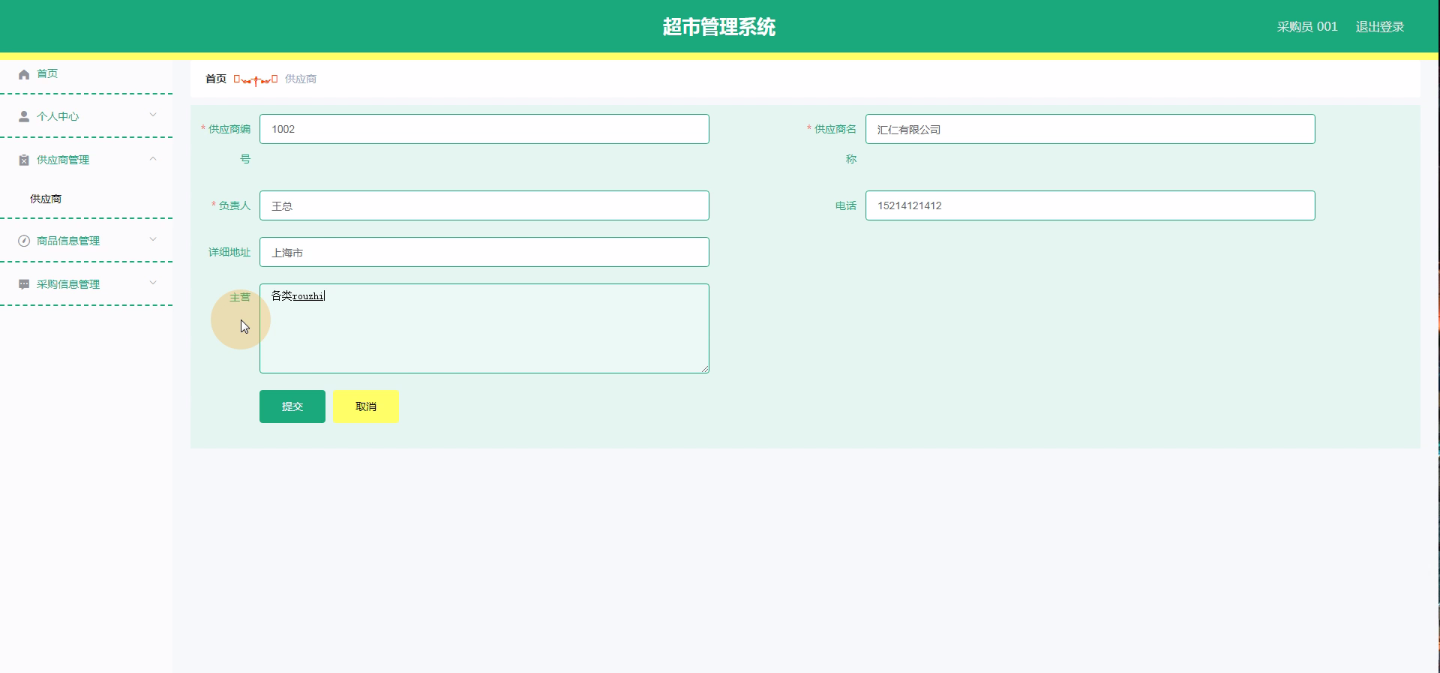 超市管理系统
采购员 001 退出登录
首页
个人中心
供应商管理
供应商
商品信息管理
采购信息管理
首页 供应商
* 供应商编号 1002
* 供应商名称 汇仁有限公司
* 负责人 王总
电话 15214121412
详细地址 上海市
主营 各类rouzhi
提交 取消